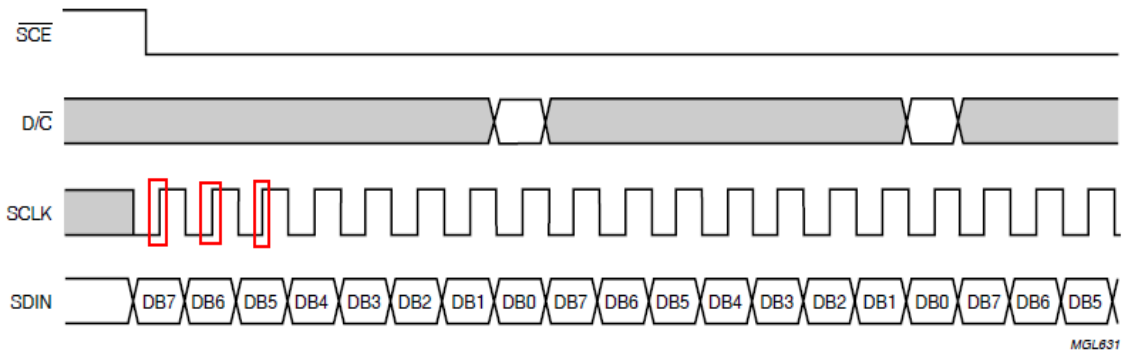 SCE
D/C
SCLK
SDIN DB7 DB6 DB5 DB4 DB3 DB2 DB1 DB0 DB7 DB6 DB5 DB4 DB3 DB2 DB1 DB0 DB7 DB6 DB5
MGL631